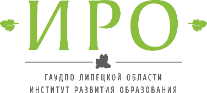 ИРО
ГАУДПО ЛИПЕЦКОЙ ОБЛАСТИ
ИНСТИТУТ РАЗВИТИЯ ОБРАЗОВАНИЯ